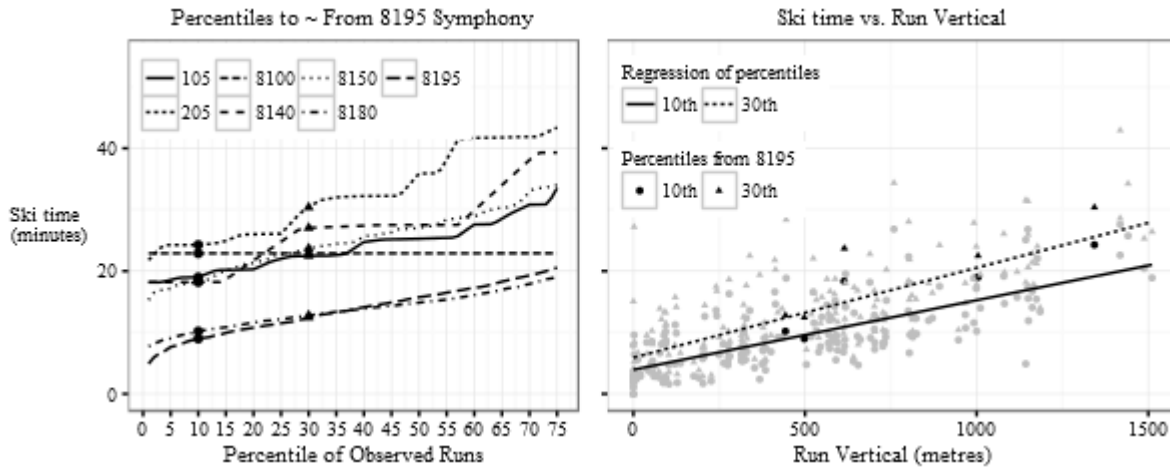 Percentiles to ~ From 8195 Symphony
105 8100 8150 8195
205 8140 8180
40
20
0
Ski time
(minutes)
0 5 10 15 20 25 30 35 40 45 50 55 60 65 70 75
Percentile of Observed Runs
Ski time vs. Run Vertical
Regression of percentiles
10th 30th
Percentiles from 8195
10th 30th
0 500 1000 1500
Run Vertical (metres)